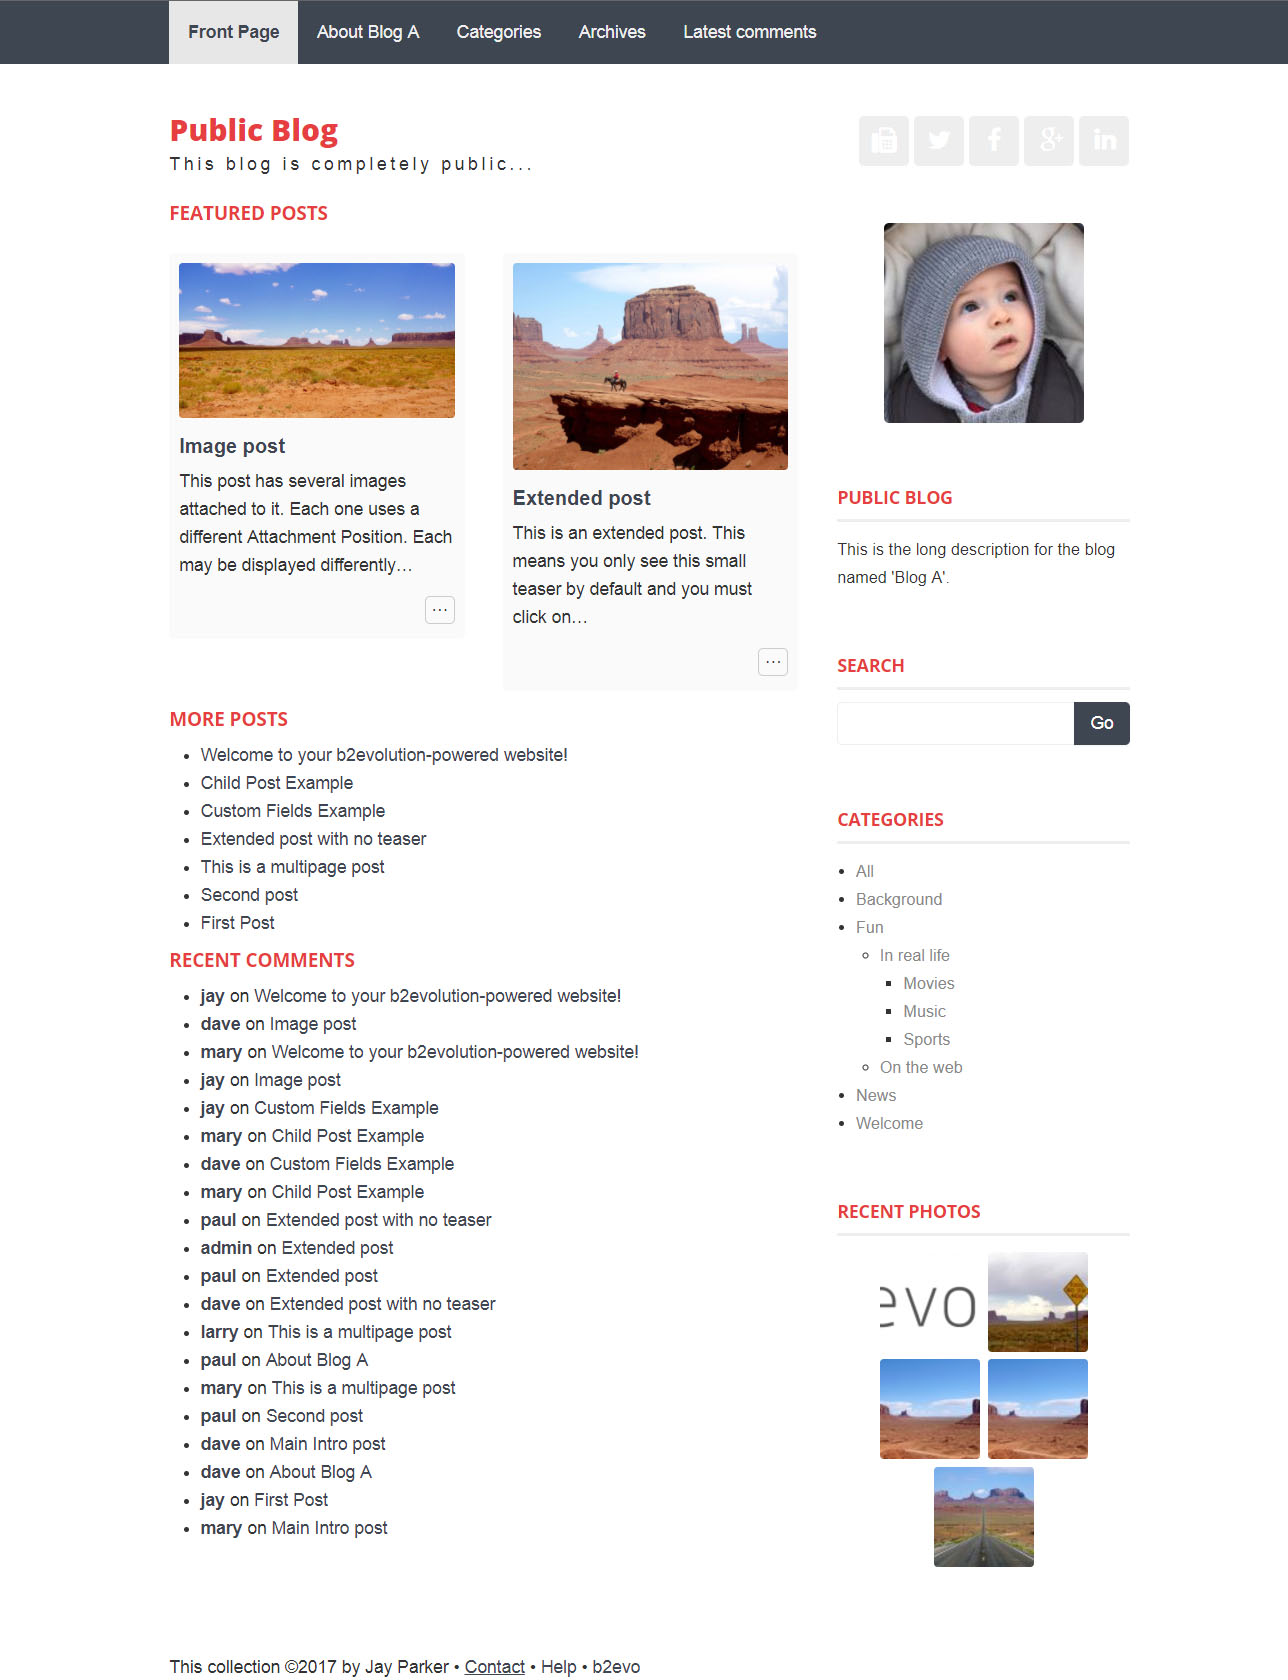 Front Page About Blog A Categories Archives Latest comments
Public Blog
This blog is completely public...
FEATURED POSTS
Image post
This post has several images
attached to it. Each one uses a
different Attachment Position. Each
may be displayed differently…
...
Extended post
This is an extended post. This
means you only see this small
teaser by default and you must
click on…
...
MORE POSTS
Welcome to your b2evolution-powered website!
Child Post Example
Custom Fields Example
Extended post with no teaser
This is a multipage post
Second post
First Post
RECENT COMMENTS
jay on Welcome to your b2evolution-powered website!
dave on Image post
mary on Welcome to your b2evolution-powered website!
jay on Image post
jay on Custom Fields Example
mary on Child Post Example
dave on Custom Fields Example
mary on Child Post Example
paul on Extended post with no teaser
admin on Extended post
paul on Extended post
dave on Extended post with no teaser
larry on This is a multipage post
paul on About Blog A
mary on This is a multipage post
paul on Second post
dave on Main Intro post
dave on About Blog A
jay on First Post
mary on Main Intro post
PUBLIC BLOG
This is the long description for the blog
named 'Blog A'.
SEARCH
Go
CATEGORIES
All
Background
Fun
In real life
Movies
Music
Sports
On the web
News
Welcome
RECENT PHOTOS
evo
This collection ©2017 by Jay Parker • Contact • Help • b2evo